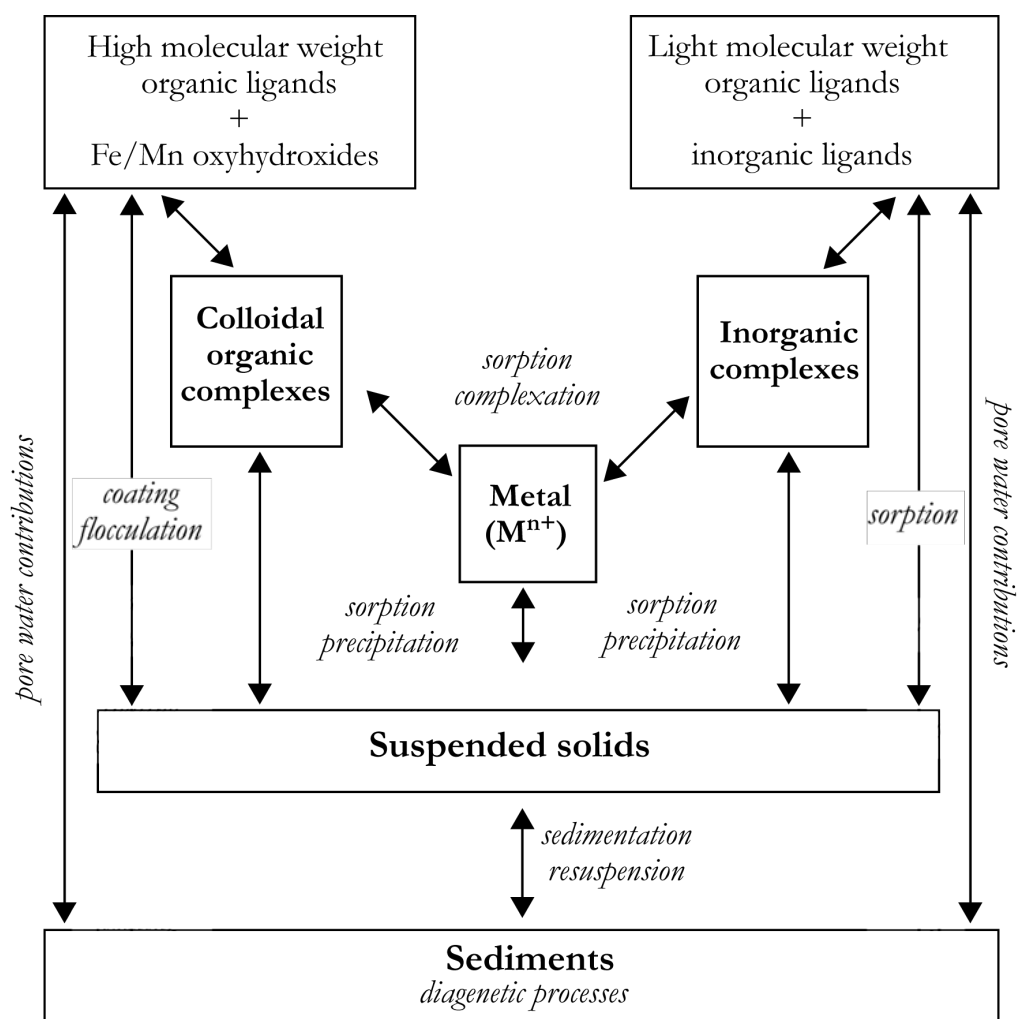 High molecular weight
organic ligands
+
Fe/Mn oxyhydroxides
Light molecular weight
organic ligands
+
inorganic ligands
Colloidal
organic
complexes
Inorganic
complexes
sorption
complexation
Metal
(Mⁿ⁺)
pore water contributions
coating
flocculation
sorption
pore water contributions
sorption
precipitation
sorption
precipitation
Suspended solids
sedimentation
resuspension
Sediments
diagenetic processes